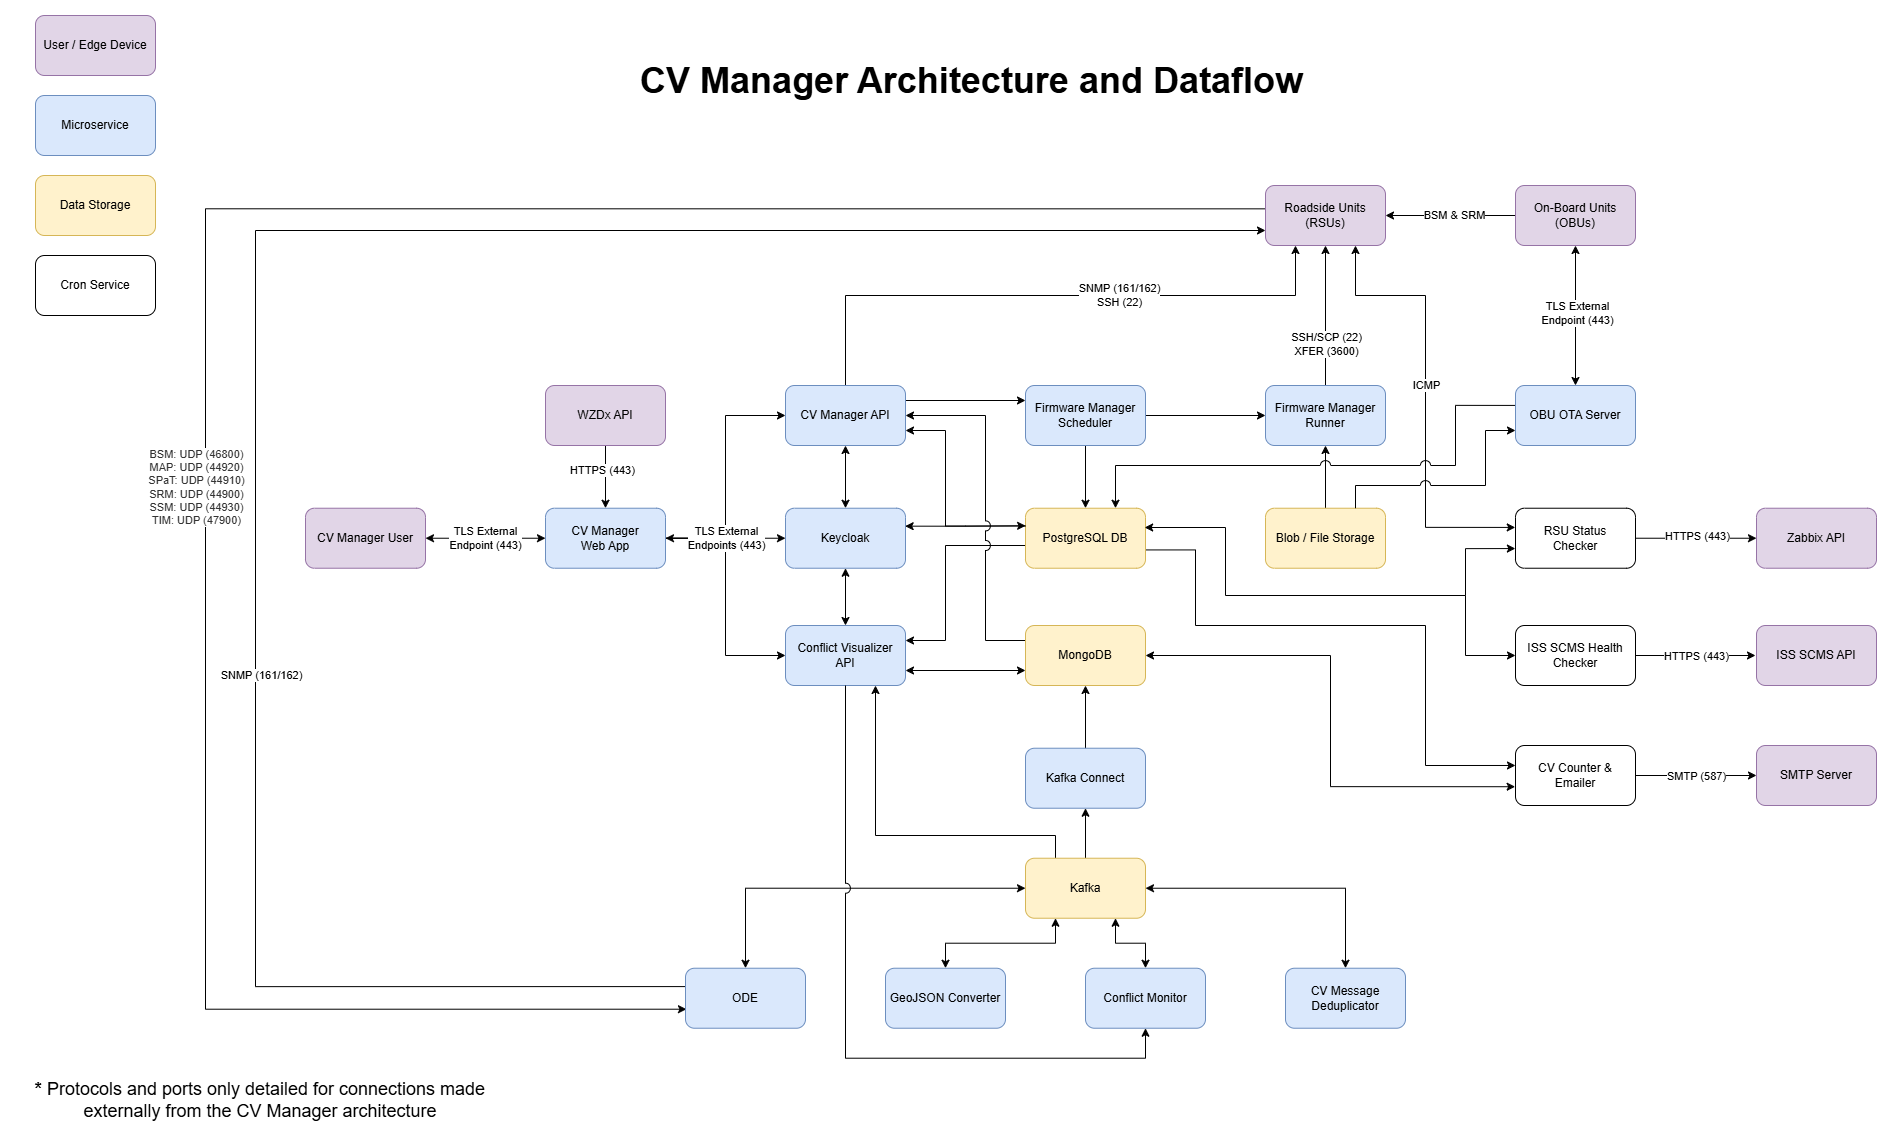 User / Edge Device
Microservice
Data Storage
Cron Service
CV Manager Architecture and Dataflow
Roadside Units
(RSUs)
BSM & SRM
On-Board Units
(OBUs)
SNMP (161/162)
SSH (22)
SSH/SCP (22)
XFER (3600)
ICMP
TLS External
Endpoint (443)
WZDx API
HTTPS (443)
CV Manager API
Firmware Manager
Scheduler
Firmware Manager
Runner
OBU OTA Server
BSM: UDP (46800)
MAP: UDP (44920)
SPaT: UDP (44910)
SRM: UDP (44900)
SSM: UDP (44930)
TIM: UDP (47900)
CV Manager User
TLS External
Endpoint (443)
CV Manager
Web App
TLS External
Endpoints (443)
Keycloak
PostgreSQL DB
Blob / File Storage
RSU Status
Checker
HTTPS (443)
Zabbix API
SNMP (161/162)
Conflict Visualizer
API
MongoDB
ISS SCMS Health
Checker
HTTPS (443)
ISS SCMS API
Kafka Connect
CV Counter &
Emailer
SMTP (587)
SMTP Server
Kafka
ODE
GeoJSON Converter
Conflict Monitor
CV Message
Deduplicator
* Protocols and ports only detailed for connections made
externally from the CV Manager architecture